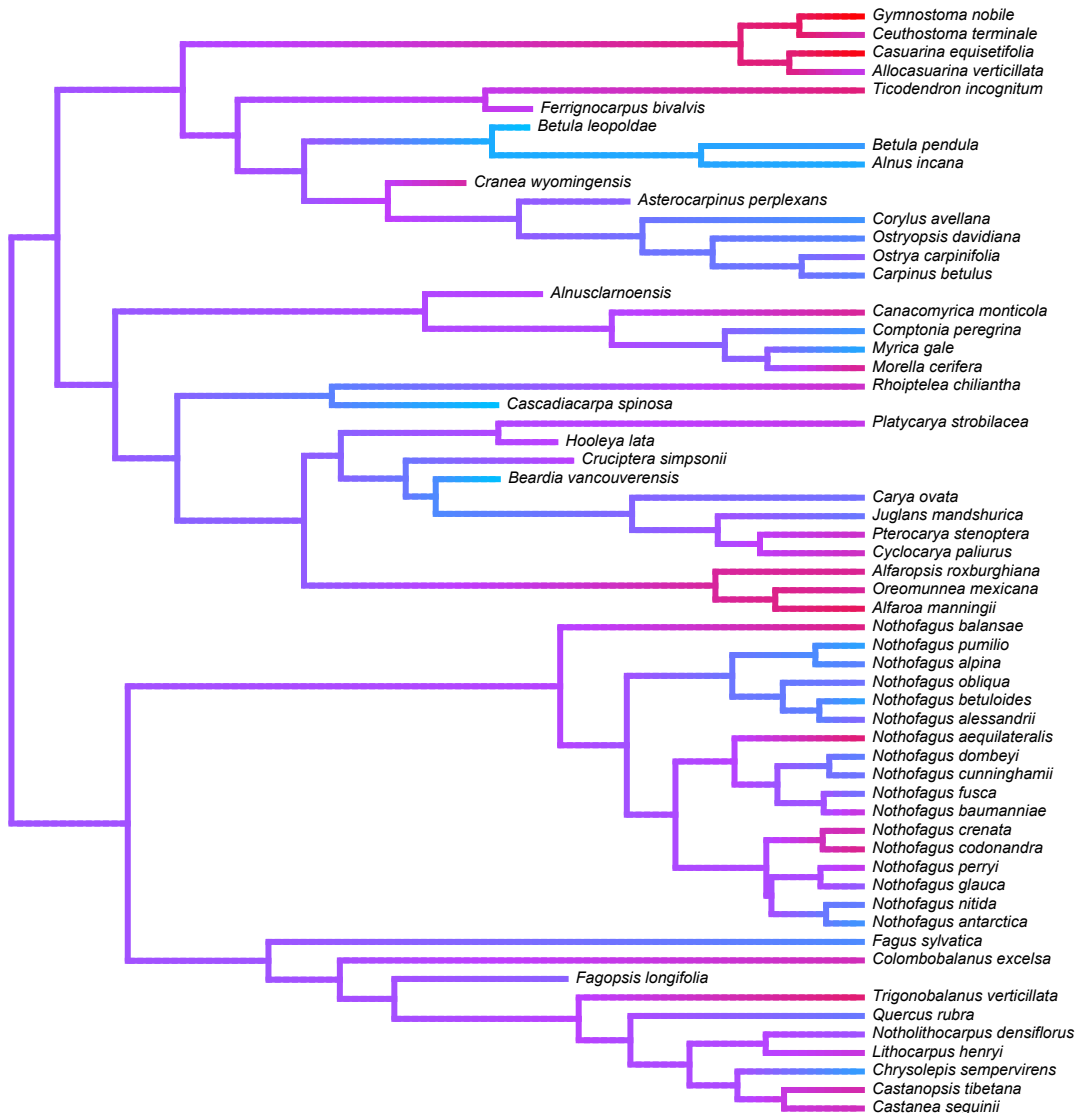 Gymnostoma nobile
Ceuthostoma terminale
Casuarina equisetifolia
Allocasuarina verticillata
Ticodendron incognitum
Ferrignocarpus bivalvis
Betula leopoldae
Betula pendula
Alnus incana
Cranea wyomingensis
Asterocarpinus perplexans
Corylus avellana
Ostryopsis davidiana
Ostrya carpinifolia
Carpinus betulus
Alnusclarnoensis
Canacomyrica monticola
Comptonia peregrina
Myrica gale
Morella cerifera
Rhoiptelea chiliantha
Cascadiacarpa spinosa
Platycarya strobilacea
Hooleya lata
Cruciptera simpsonii
Beardia vancouverensis
Carya ovata
Juglans mandshurica
Pterocarya stenoptera
Cyclocarya paliurus
Alfaropsis roxburghiana
Oreomunnea mexicana
Alfaroa manningii
Nothofagus balansae
Nothofagus pumilio
Nothofagus alpina
Nothofagus obliqua
Nothofagus betuloides
Nothofagus alessandrii
Nothofagus aequilateralis
Nothofagus dombeyi
Nothofagus cunninghamii
Nothofagus fusca
Nothofagus baumanniae
Nothofagus crenata
Nothofagus codonandra
Nothofagus perryi
Nothofagus glauca
Nothofagus nitida
Nothofagus antarctica
Fagus sylvatica
Colombobalanus excelsa
Fagopsis longifolia
Trigonobalanus verticillata
Quercus rubra
Notholithocarpus densiflorus
Lithocarpus henryi
Chrysolepis sempervirens
Castanopsis tibetana
Castanea seguinii